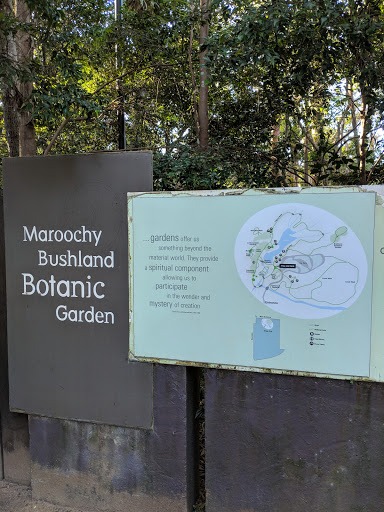 Maroochy
Bushland
Botanic
Garden
.... gardens offer us
something beyond the
material world. They provide
a spiritual component
allowing us to
participate
in the wonder and
mystery of creation